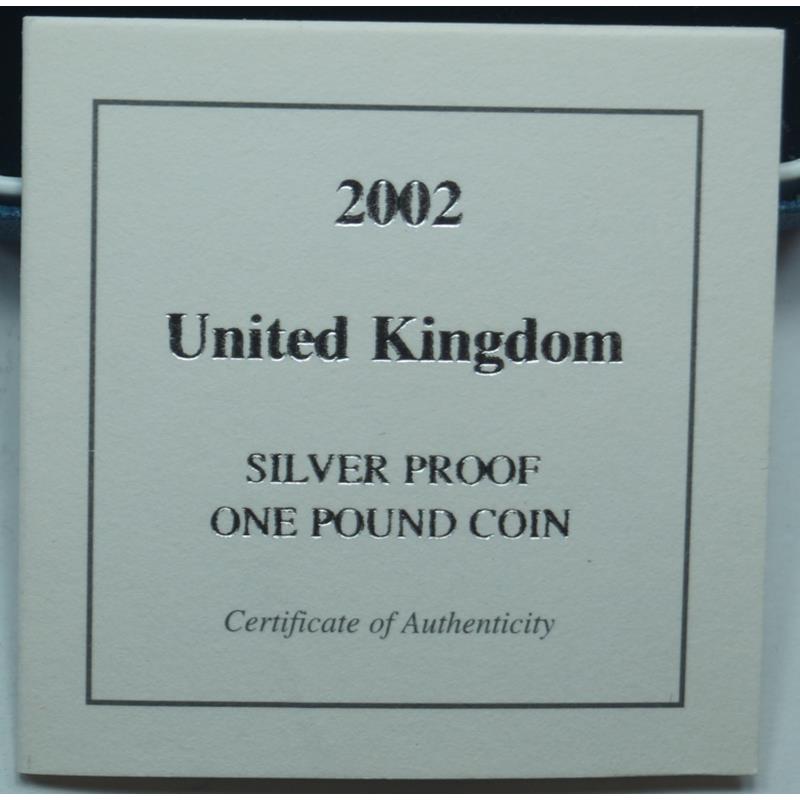 2002
United Kingdom
SILVER PROOF
ONE POUND COIN
Certificate of Authenticity